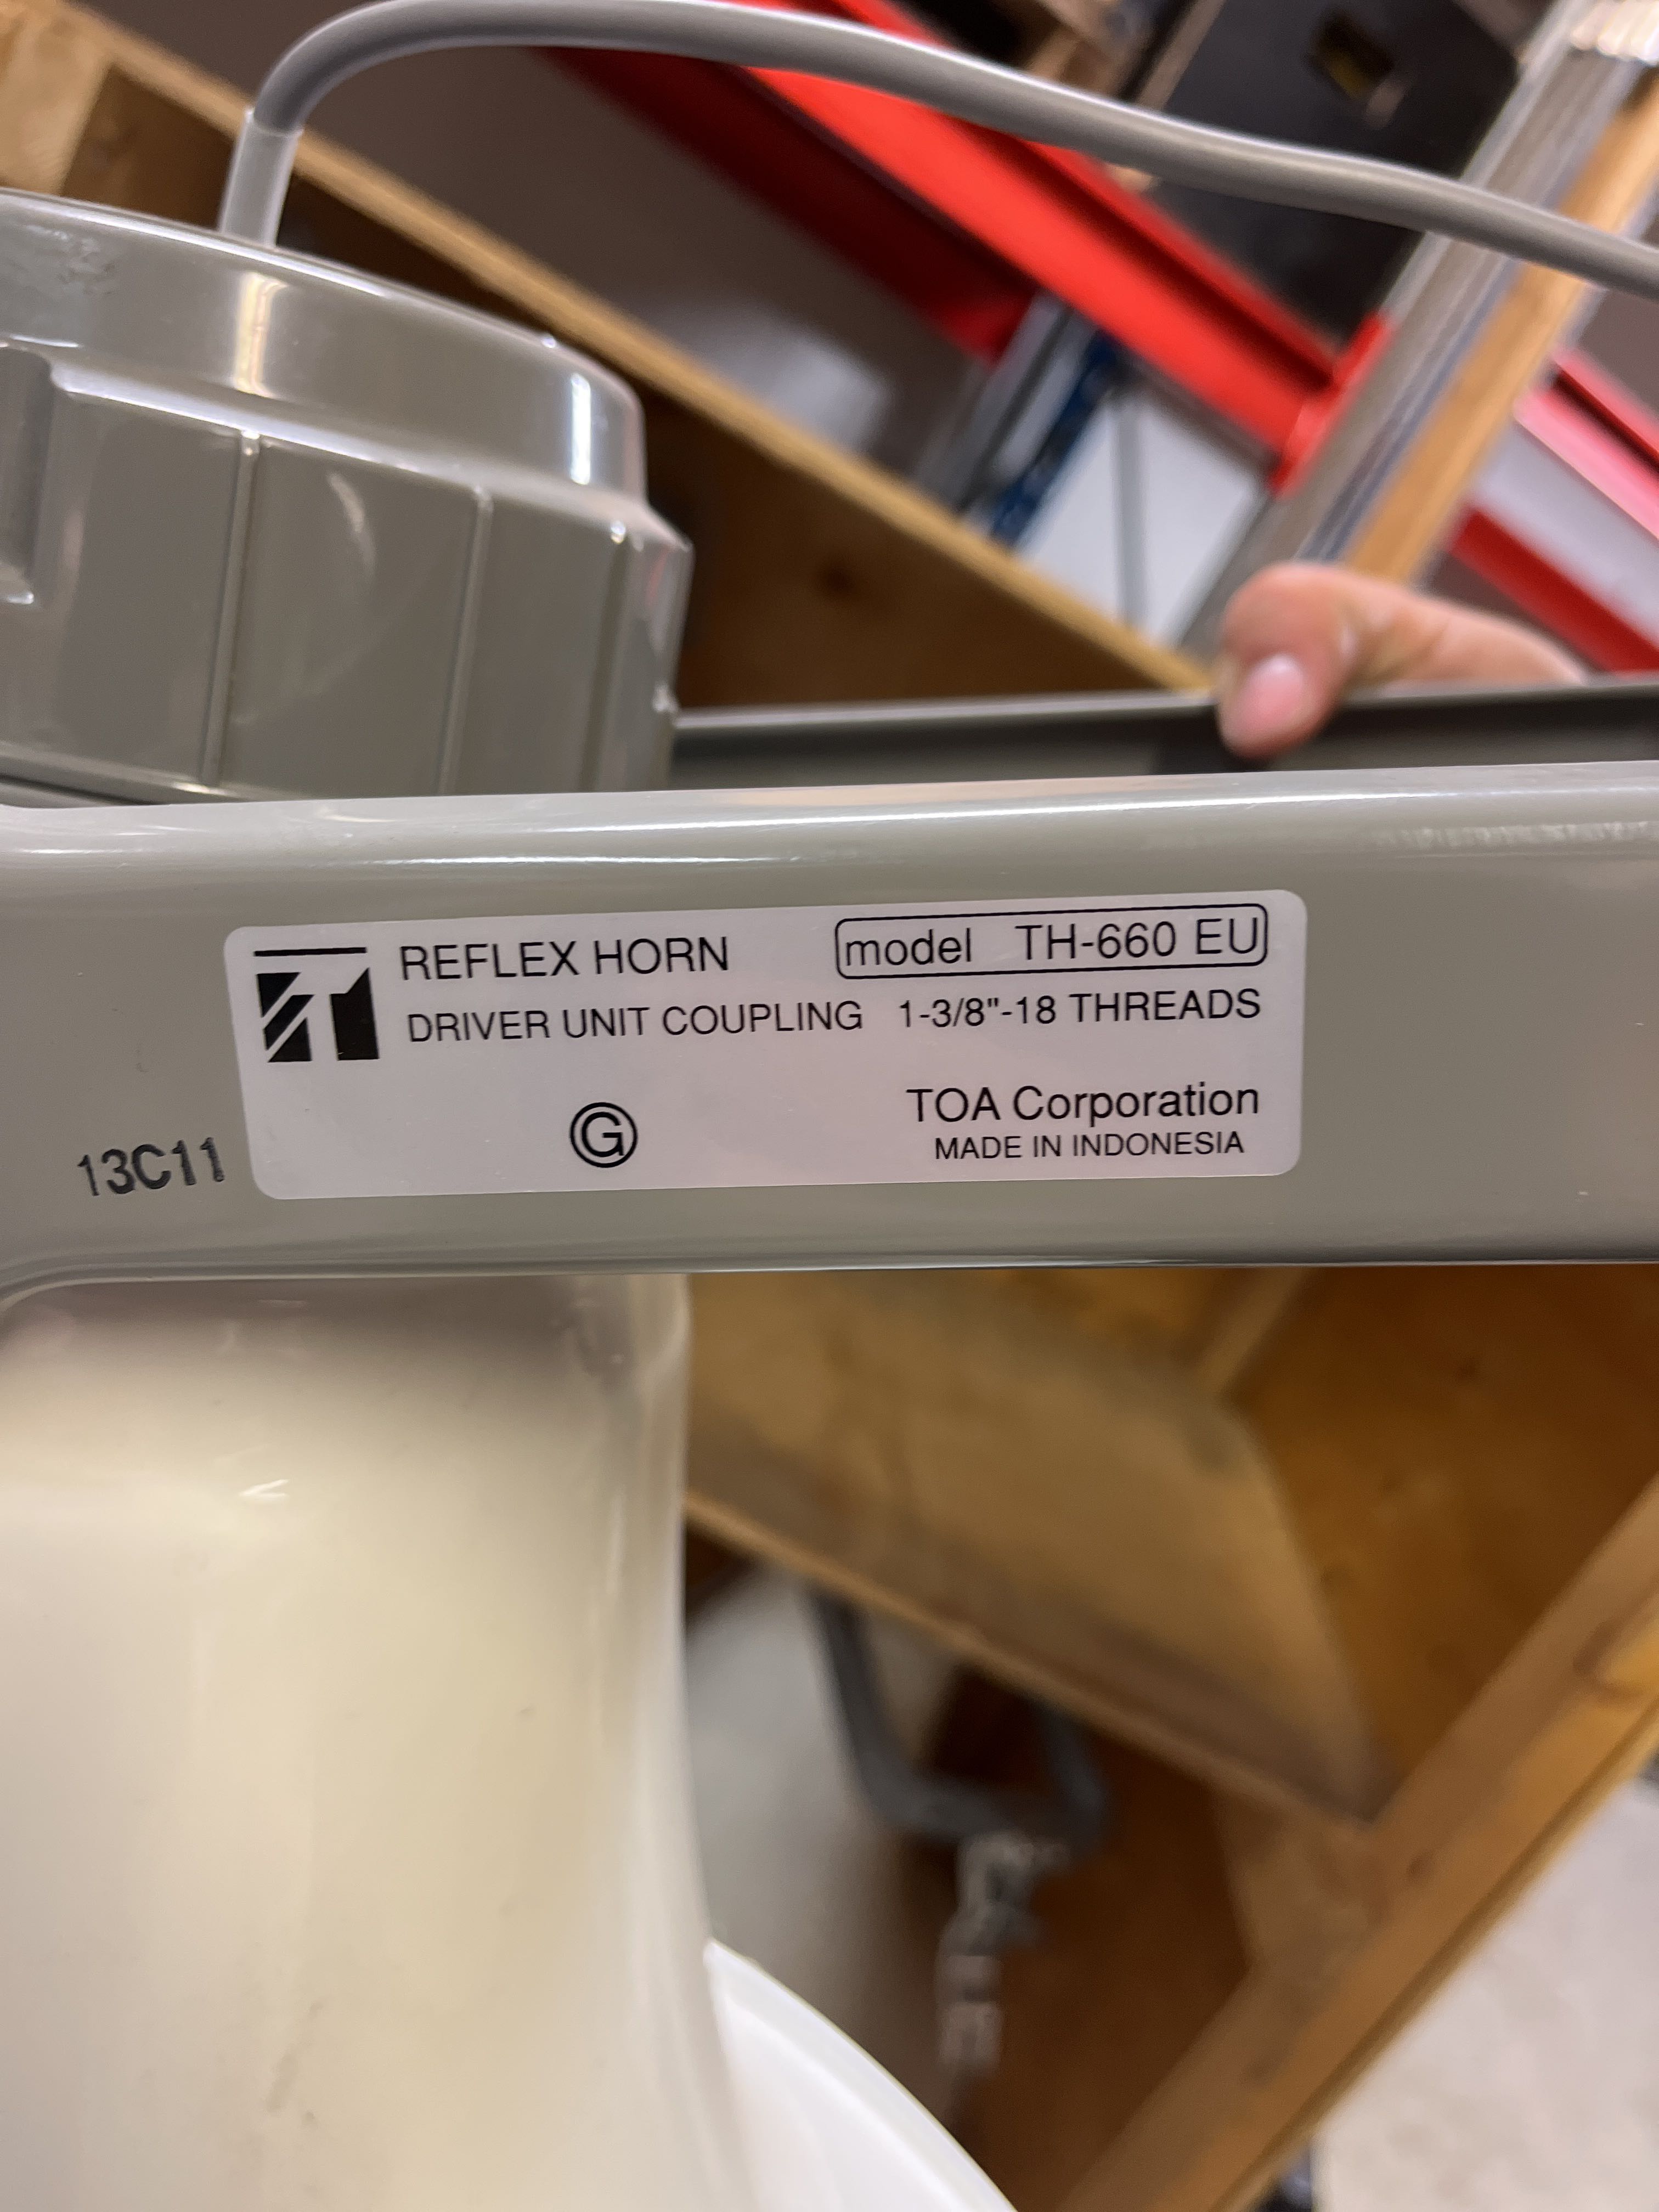 REFLEX HORN model TH-660 EU
DRIVER UNIT COUPLING 1-3/8"-18 THREADS
G
TOA Corporation
MADE IN INDONESIA
13C11